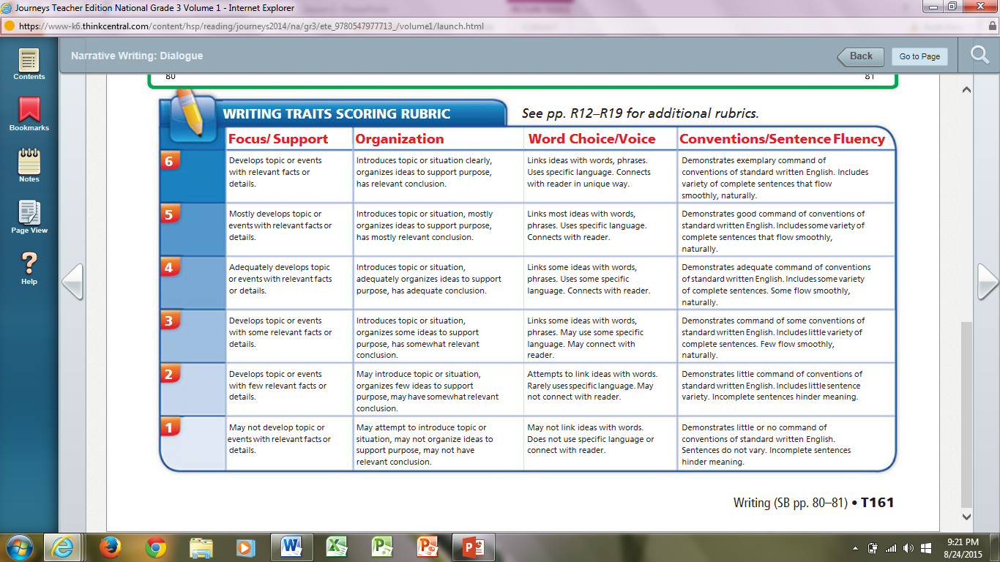 Journeys Teacher Edition National Grade 3 Volume 1 - Internet Explorer
https://www-k6.thinkcentral.com/content/hsp/reading/journeys2014/na/gr3/ete_9780547977713_/volume1/launch.html
Narrative Writing: Dialogue
Back
Go to Page
Contents
Bookmarks
Notes
Page View
Help
80
81
WRITING TRAITS SCORING RUBRIC
See pp. R12–R19 for additional rubrics.
Focus/ Support
Organization
Word Choice/Voice
Conventions/Sentence Fluency
6
Develops topic or events
with relevant facts or
details.
Introduces topic or situation clearly,
organizes ideas to support purpose,
has relevant conclusion.
Links ideas with words, phrases.
Uses specific language. Connects
with reader in unique way.
Demonstrates exemplary command of
conventions of standard written English. Includes
variety of complete sentences that flow
smoothly, naturally.
5
Mostly develops topic or
events with relevant facts or
details.
Introduces topic or situation, mostly
organizes ideas to support purpose,
has mostly relevant conclusion.
Links most ideas with words,
phrases. Uses specific language.
Connects with reader.
Demonstrates good command of conventions of
standard written English. Includes some variety of
complete sentences that flow smoothly,
naturally.
4
Adequately develops topic
or events with relevant facts
or details.
Introduces topic or situation,
adequately organizes ideas to support
purpose, has adequate conclusion.
Links some ideas with words,
phrases. Uses some specific
language. Connects with reader.
Demonstrates adequate command of conventions
of standard written English. Includes some variety
of complete sentences. Some flow smoothly,
naturally.
3
Develops topic or events
with some relevant facts or
details.
Introduces topic or situation,
organizes some ideas to support
purpose, has somewhat relevant
conclusion.
Links some ideas with words,
phrases. May use some specific
language. May connect with
reader.
Demonstrates command of some conventions of
standard written English. Includes little variety of
complete sentences. Few flow smoothly,
naturally.
2
Develops topic or events
with few relevant facts or
details.
May introduce topic or situation,
organizes few ideas to support
purpose, may have somewhat relevant
conclusion.
Attempts to link ideas with words.
Rarely uses specific language. May
not connect with reader.
Demonstrates little command of conventions of
standard written English. Includes little sentence
variety. Incomplete sentences hinder meaning.
1
May not develop topic or
events with relevant facts or
details.
May attempt to introduce topic or
situation, may not organize ideas to
support purpose, may not have
relevant conclusion.
May not link ideas with words.
Does not use specific language or
connect with reader.
Demonstrates little or no command of
conventions of standard written English.
Sentences do not vary. Incomplete sentences
hinder meaning.
Writing (SB pp. 80–81) • T161
9:21 PM
8/24/2015